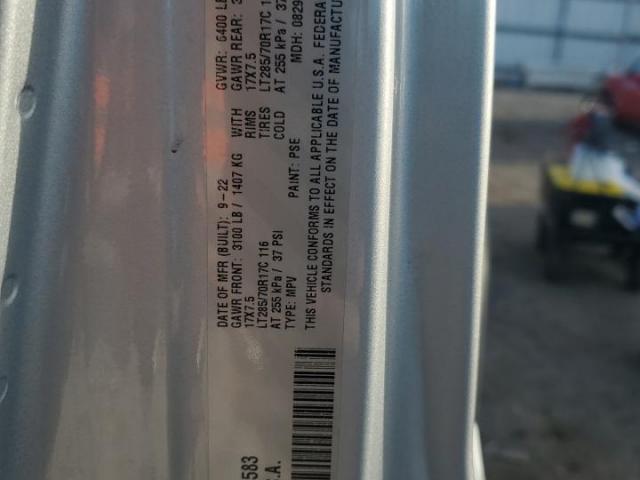 DATE OF MFR (BUILT): 9-22 GVWR: 6400 LB
GAWR FRONT: 3100 LB / 1407 KG WITH GAWR REAR:
17X7.5 RIMS 17X7.5
LT285/70R17C 116 TIRES LT285/70R17C
AT 255 kPa / 37 PSI COLD AT 255 kPa / 37
TYPE: MPV PAINT: PSE MDH: 0829
THIS VEHICLE CONFORMS TO ALL APPLICABLE U.S.A. FEDERA
STANDARDS IN EFFECT ON THE DATE OF MANUFACTU
583
.A.